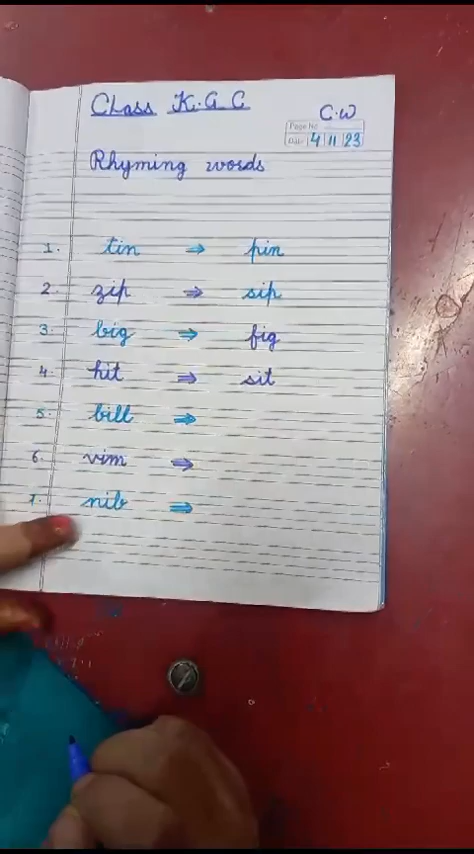 Class K.G C
C.W
Page No
Date 4 11 23
Rhyming words
1. tin ⇒ pin
2. zip ⇒ sip
3. big ⇒ fig
4. hit ⇒ sit
5. bill ⇒
6. vim ⇒
7. nib ⇒